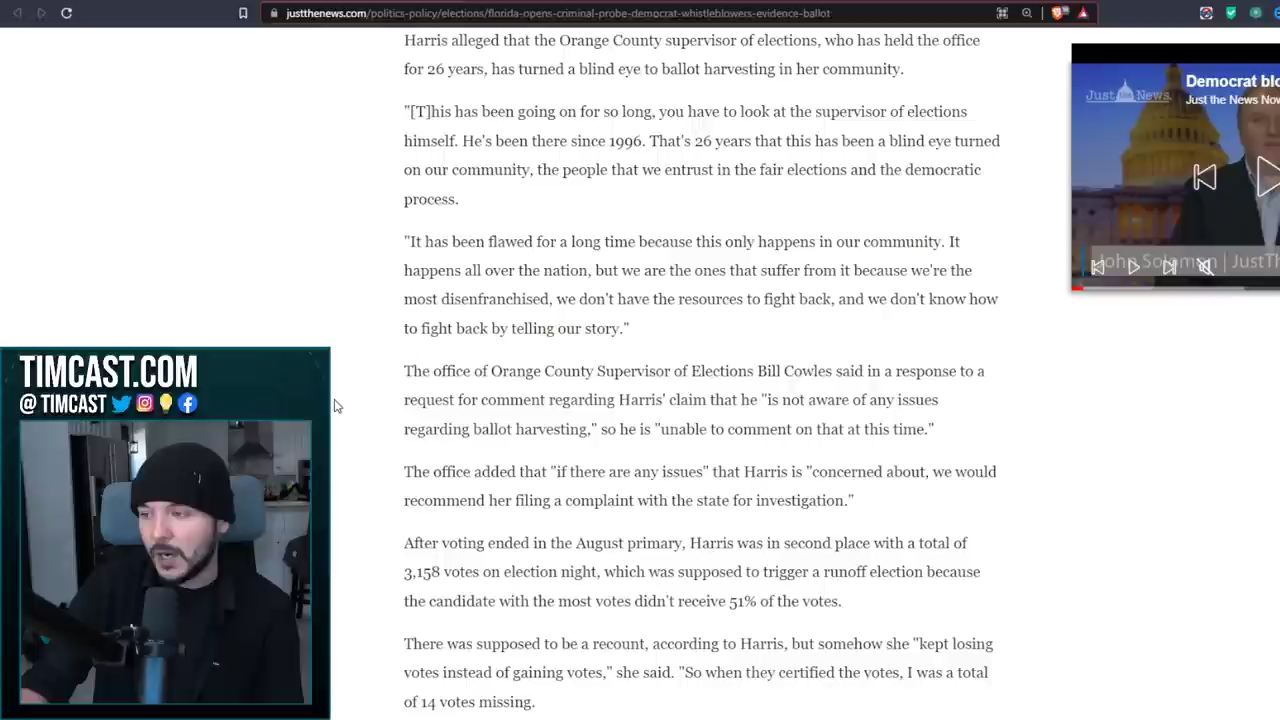 justthenews.com/politics-policy/elections/florida-opens-criminal-probe-democrat-whistleblowers-evidence-ballot
Harris alleged that the Orange County supervisor of elections, who has held the office
for 26 years, has turned a blind eye to ballot harvesting in her community.
"[T]his has been going on for so long, you have to look at the supervisor of elections
himself. He's been there since 1996. That's 26 years that this has been a blind eye turned
on our community, the people that we entrust in the fair elections and the democratic
process.
"It has been flawed for a long time because this only happens in our community. It
happens all over the nation, but we are the ones that suffer from it because we're the
most disenfranchised, we don't have the resources to fight back, and we don't know how
to fight back by telling our story."
The office of Orange County Supervisor of Elections Bill Cowles said in a response to a
request for comment regarding Harris' claim that he "is not aware of any issues
regarding ballot harvesting," so he is "unable to comment on that at this time."
The office added that "if there are any issues" that Harris is "concerned about, we would
recommend her filing a complaint with the state for investigation."
After voting ended in the August primary, Harris was in second place with a total of
3,158 votes on election night, which was supposed to trigger a runoff election because
the candidate with the most votes didn't receive 51% of the votes.
There was supposed to be a recount, according to Harris, but somehow she "kept losing
votes instead of gaining votes," she said. "So when they certified the votes, I was a total
of 14 votes missing.
Democrat blo
Just the News Now
Just the News
John Solomon | JustTh
TIMCAST.COM
@ TIMCAST